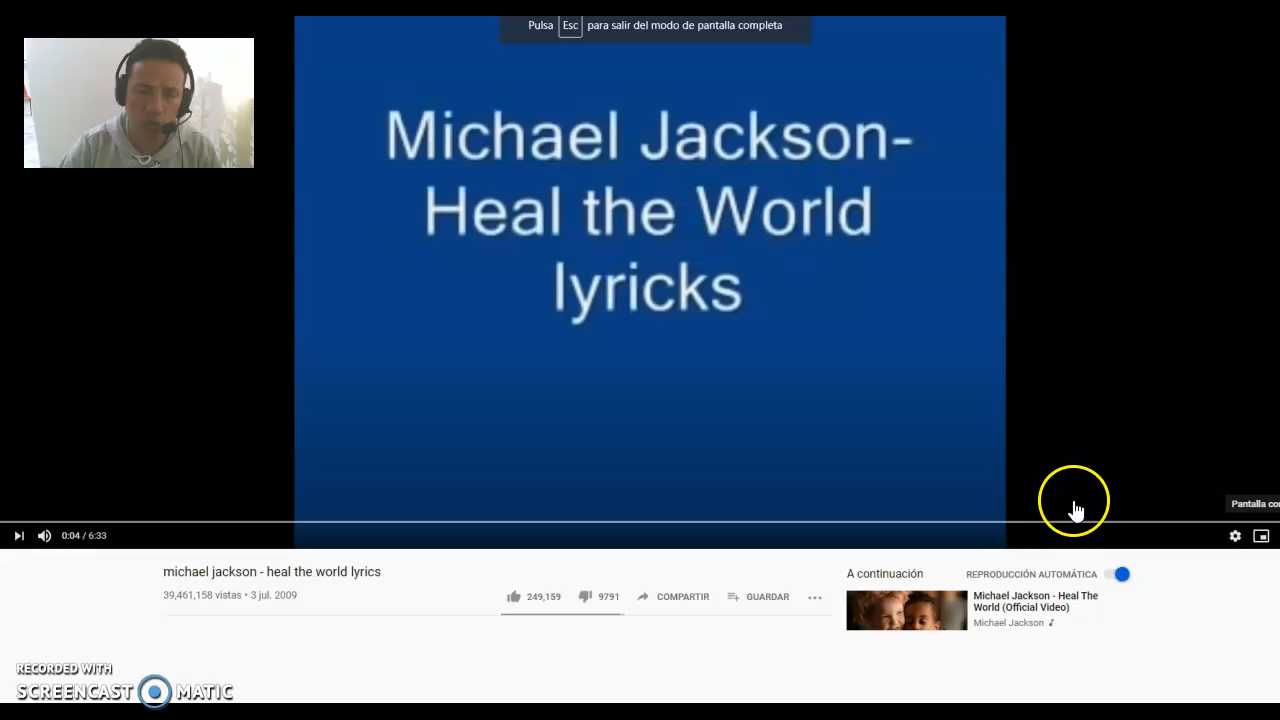 Pulsa Esc para salir del modo de pantalla completa
Michael Jackson-
Heal the World
lyricks
Pantalla co
0:04 / 6:33
michael jackson - heal the world lyrics
39,461,158 vistas • 3 jul. 2009
249,159
9791
COMPARTIR
GUARDAR
A continuación
REPRODUCCIÓN AUTOMÁTICA
Michael Jackson - Heal The
World (Official Video)
Michael Jackson
RECORDED WITH
SCREENCAST MATIC